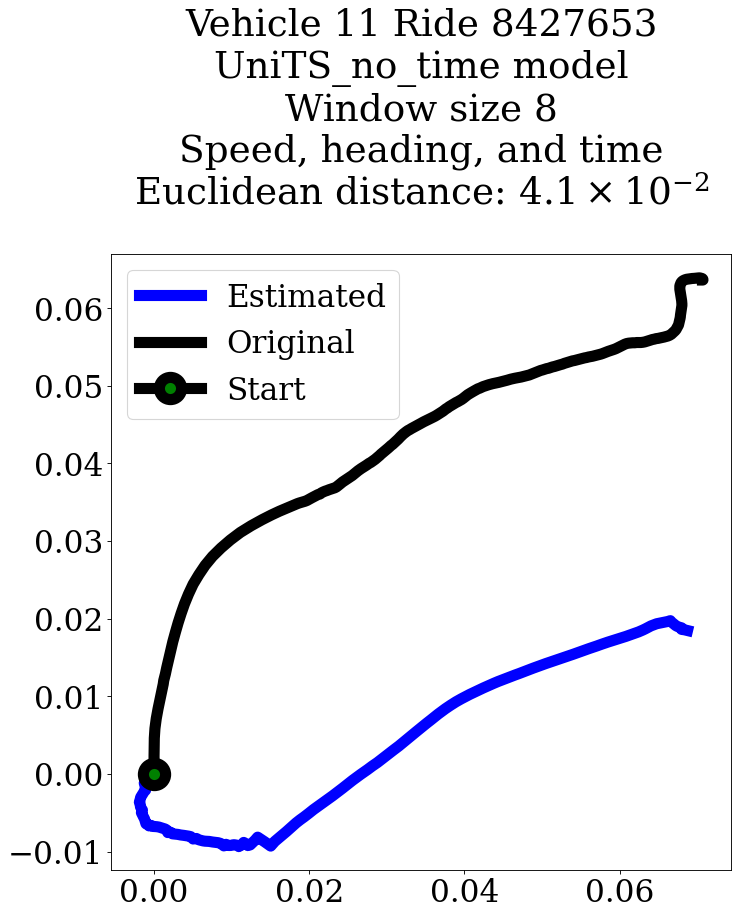 Vehicle 11 Ride 8427653
UniTS_no_time model
Window size 8
Speed, heading, and time
Euclidean distance: 4.1 × 10⁻²
Estimated
Original
Start
0.06
0.05
0.04
0.03
0.02
0.01
0.00
−0.01
0.00 0.02 0.04 0.06